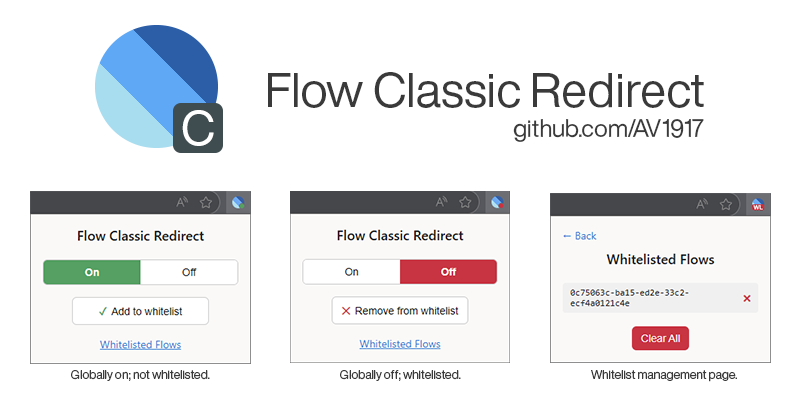 C
Flow Classic Redirect
github.com/AV1917
A
Flow Classic Redirect
On Off
✓ Add to whitelist
Whitelisted Flows
Globally on; not whitelisted.
A
Flow Classic Redirect
On Off
✕ Remove from whitelist
Whitelisted Flows
Globally off; whitelisted.
A WL
← Back
Whitelisted Flows
0c75063c-ba15-ed2e-33c2-
ecf4a0121c4e ✕
Clear All
Whitelist management page.